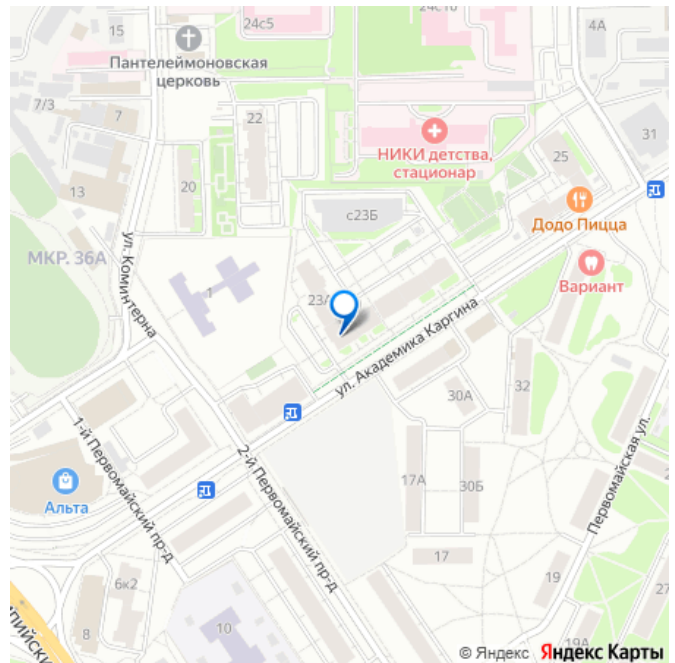 24с5
24с10
4А
15
Пантелеймоновская
церковь
7/3
7
22
НИКИ детства,
стационар
31
25
13
20
с23Б
Додо Пицца
ул. Коминтерна
МКР. 36А
1
23А
Вариант
ул. Академика Каргина
30А
32
1-й Первомайский пр-д
2-й Первомайский пр-д
Первомайская ул.
Альта
17А
30Б
17
6к2
19
27
8
10
19А
© Яндекс Яндекс Карты